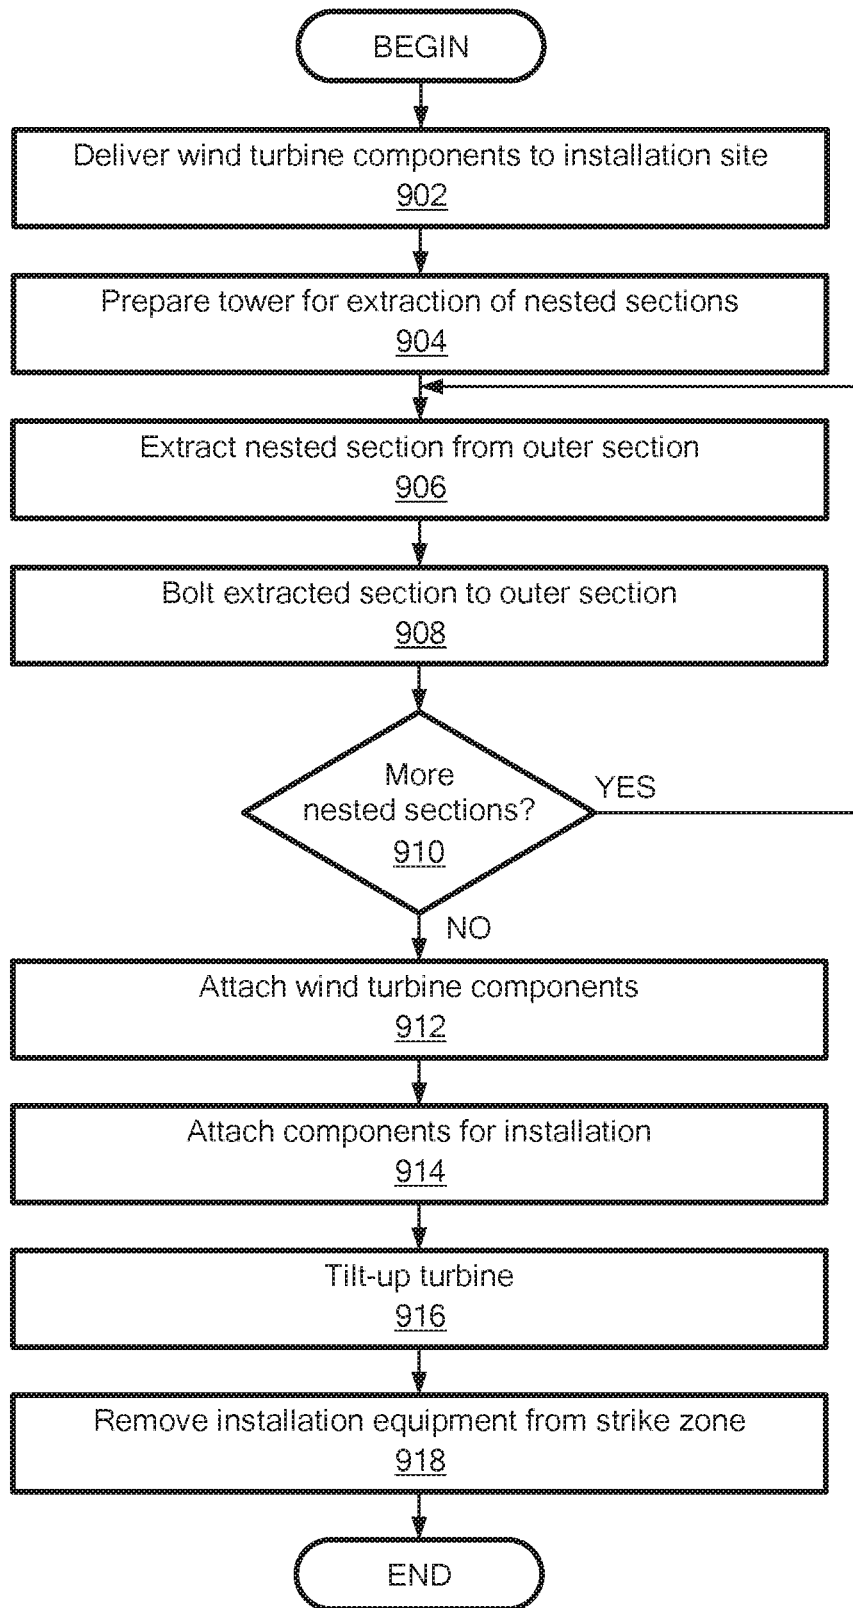 BEGIN
Deliver wind turbine components to installation site
902
Prepare tower for extraction of nested sections
904
Extract nested section from outer section
906
Bolt extracted section to outer section
908
More
nested sections?
910
YES
NO
Attach wind turbine components
912
Attach components for installation
914
Tilt-up turbine
916
Remove installation equipment from strike zone
918
END